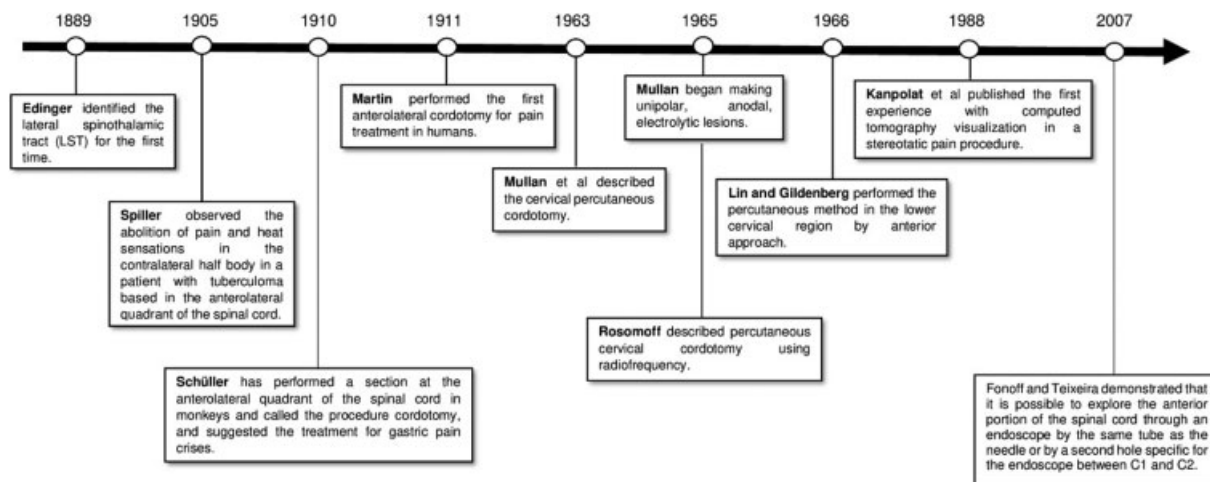 1889 1905 1910 1911 1963 1965 1966 1988 2007
Edinger identified the
lateral spinothalamic
tract (LST) for the first
time.
Spiller observed the
abolition of pain and heat
sensations in the
contralateral half body in a
patient with tuberculoma
based in the anterolateral
quadrant of the spinal cord.
Schüller has performed a section at the
anterolateral quadrant of the spinal cord in
monkeys and called the procedure cordotomy,
and suggested the treatment for gastric pain
crises.
Martin performed the first
anterolateral cordotomy for pain
treatment in humans.
Mullan et al described
the cervical percutaneous
cordotomy.
Mullan began making
unipolar, anodal,
electrolytic lesions.
Rosomoff described percutaneous
cervical cordotomy using
radiofrequency.
Lin and Gildenberg performed the
percutaneous method in the lower
cervical region by anterior
approach.
Kanpolat et al published the first
experience with computed
tomography visualization in a
stereotatic pain procedure.
Fonoff and Teixeira demonstrated that
it is possible to explore the anterior
portion of the spinal cord through an
endoscope by the same tube as the
needle or by a second hole specific for
the endoscope between C1 and C2.